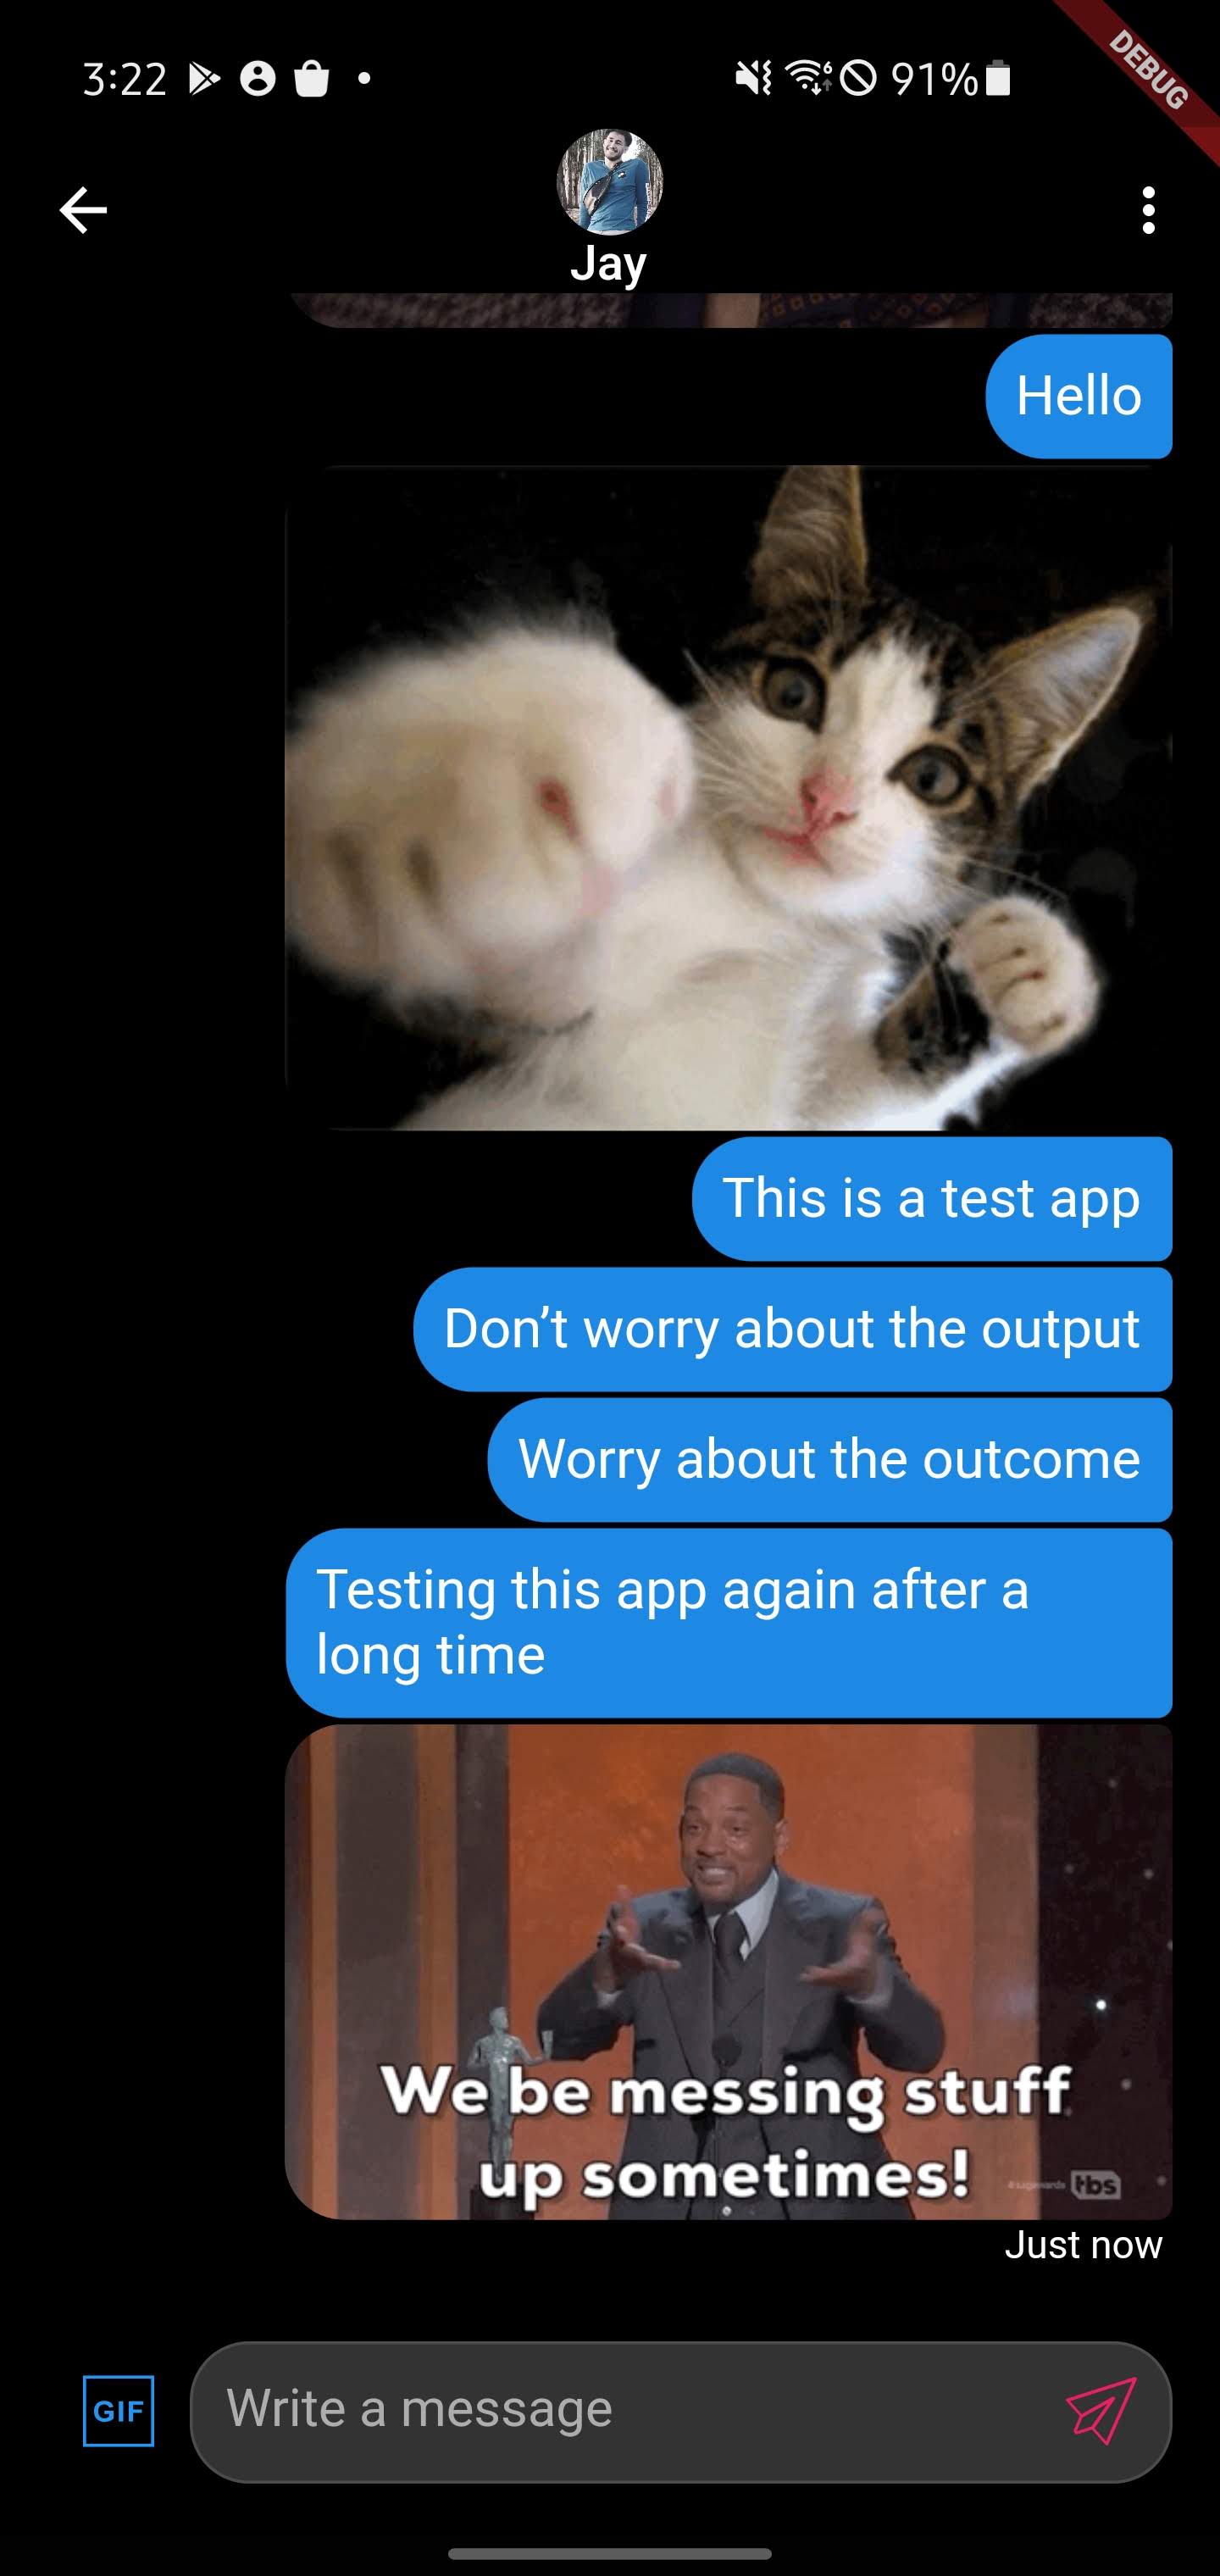 3:22
91%
DEBUG
Jay
Hello
This is a test app
Don’t worry about the output
Worry about the outcome
Testing this app again after a
long time
We be messing stuff
up sometimes!
tbs
Just now
GIF
Write a message